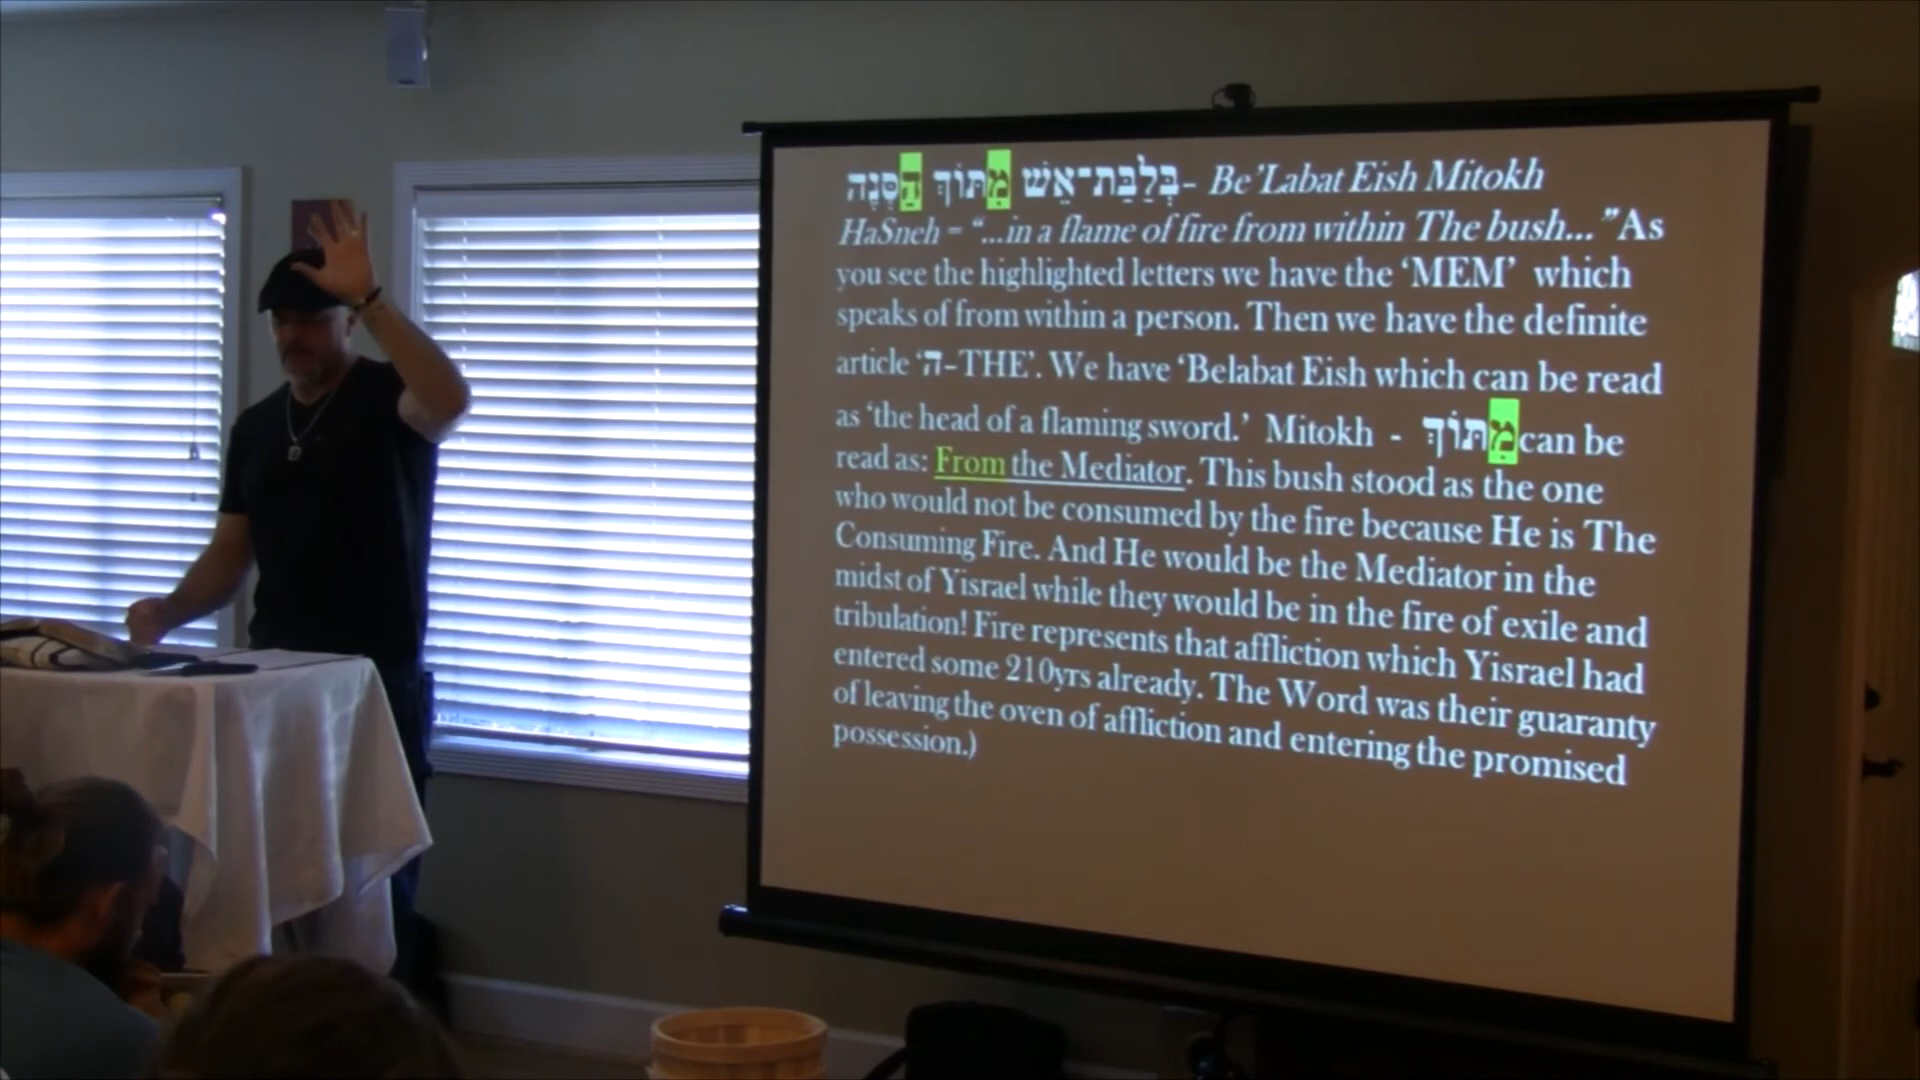 בְּלַבַּת־אֵשׁ מִתּוֹךְ הַסְּנֶה – Be’Labat Eish Mitokh
HaSneh = “...in a flame of fire from within The bush...” As
you see the highlighted letters we have the ‘MEM’ which
speaks of from within a person. Then we have the definite
article ‘ה-THE’. We have ‘Belabat Eish which can be read
as ‘the head of a flaming sword.’ Mitokh - מִתּוֹךְ can be
read as: From the Mediator. This bush stood as the one
who would not be consumed by the fire because He is The
Consuming Fire. And He would be the Mediator in the
midst of Yisrael while they would be in the fire of exile and
tribulation! Fire represents that affliction which Yisrael had
entered some 210yrs already. The Word was their guaranty
of leaving the oven of affliction and entering the promised
possession.)